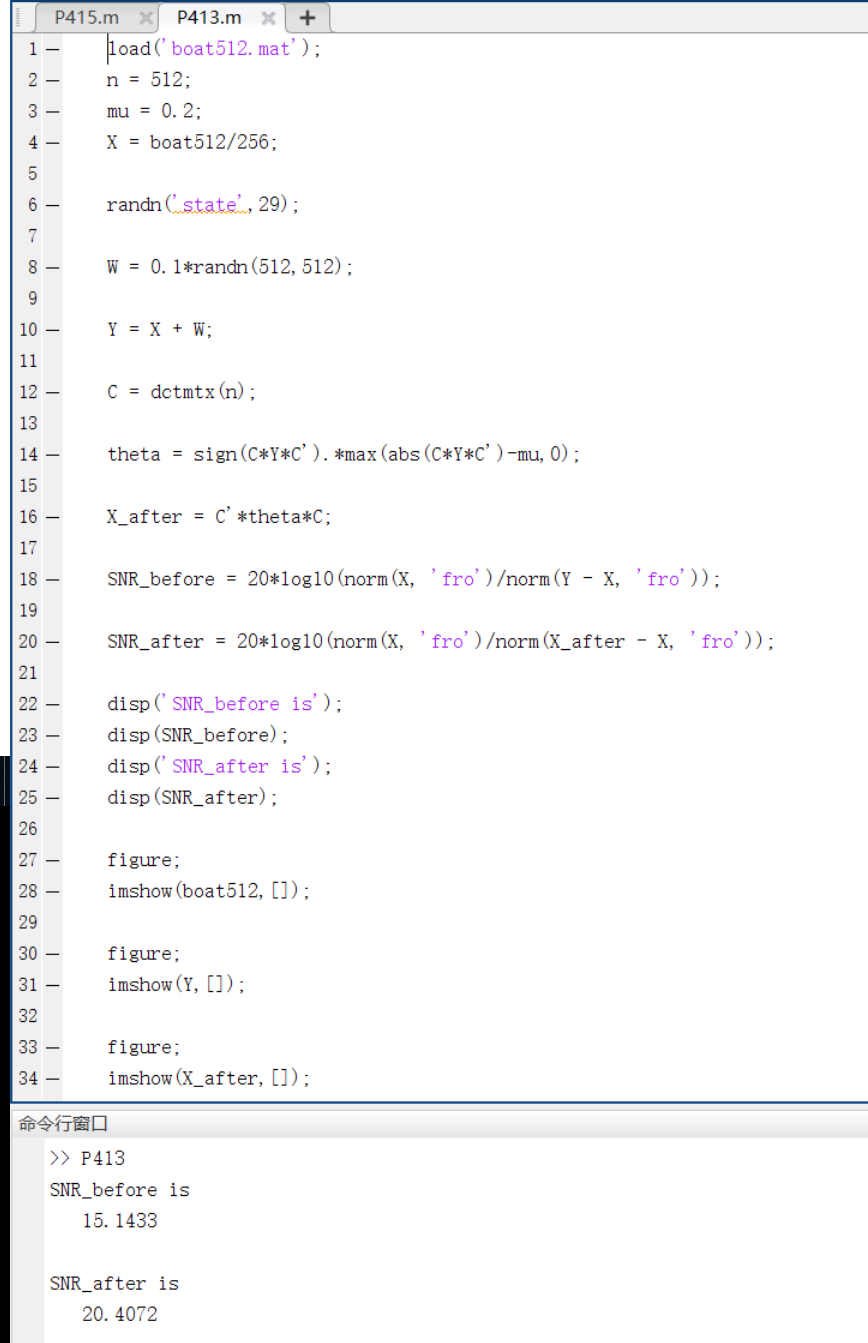 P415.m × P413.m × +
1 – load('boat512.mat');
2 – n = 512;
3 – mu = 0.2;
4 – X = boat512/256;
5
6 – randn('state',29);
7
8 – W = 0.1*randn(512,512);
9
10 – Y = X + W;
11
12 – C = dctmtx(n);
13
14 – theta = sign(C*Y*C').*max(abs(C*Y*C')-mu,0);
15
16 – X_after = C'*theta*C;
17
18 – SNR_before = 20*log10(norm(X, 'fro')/norm(Y - X, 'fro'));
19
20 – SNR_after = 20*log10(norm(X, 'fro')/norm(X_after - X, 'fro'));
21
22 – disp('SNR_before is');
23 – disp(SNR_before);
24 – disp('SNR_after is');
25 – disp(SNR_after);
26
27 – figure;
28 – imshow(boat512,[]);
29
30 – figure;
31 – imshow(Y,[]);
32
33 – figure;
34 – imshow(X_after,[]);
命令行窗口
>> P413
SNR_before is
15.1433
SNR_after is
20.4072